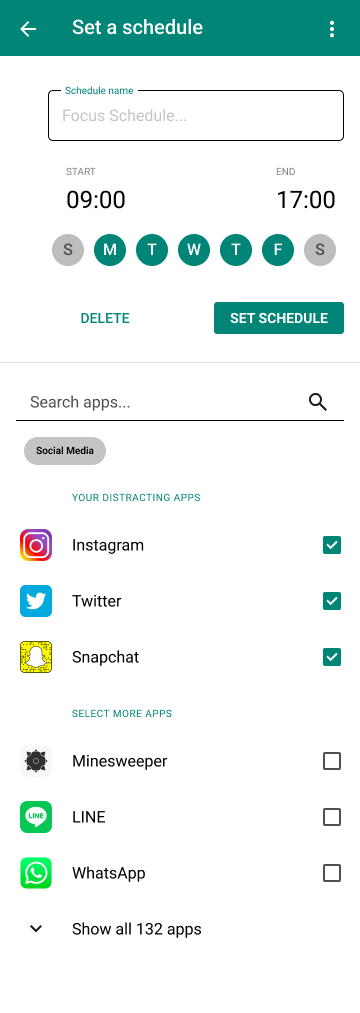 Set a schedule
Schedule name
Focus Schedule...
START END
09:00 17:00
S M T W T F S
DELETE SET SCHEDULE
Search apps...
Social Media
YOUR DISTRACTING APPS
Instagram
Twitter
Snapchat
SELECT MORE APPS
Minesweeper
LINE LINE
WhatsApp
Show all 132 apps